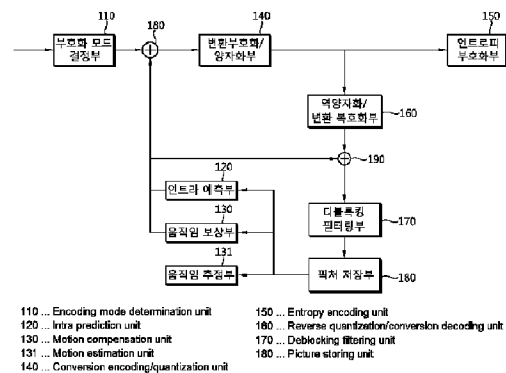 110
부호화 모드
결정부
180
140
변환부호화/
양자화부
150
엔트로피
부호화부
역양자화/
변환 복호화부
160
190
120
인트라 예측부
130
움직임 보상부
131
움직임 추정부
디블록킹
필터링부
170
픽처 저장부
180
110 ... Encoding mode determination unit
120 ... Intra prediction unit
130 ... Motion compensation unit
131 ... Motion estimation unit
140 ... Conversion encoding/quantization unit
150 ... Entropy encoding unit
160 ... Reverse quantization/conversion decoding unit
170 ... Deblocking filtering unit
180 ... Picture storing unit